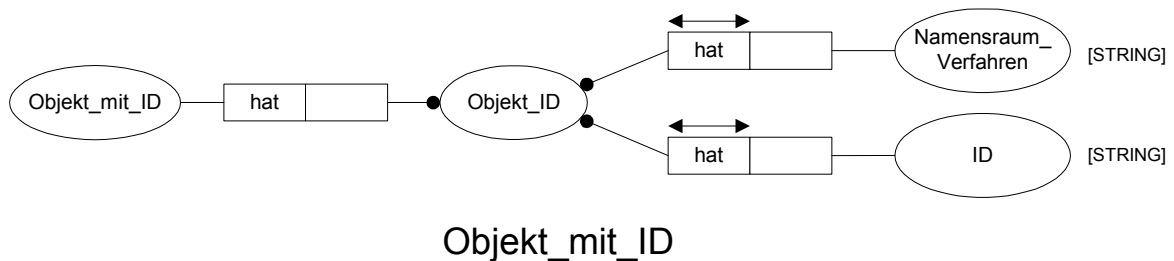 Objekt_mit_ID
hat
Objekt_ID
hat
Namensraum_
Verfahren
[STRING]
hat
ID
[STRING]
Objekt_mit_ID